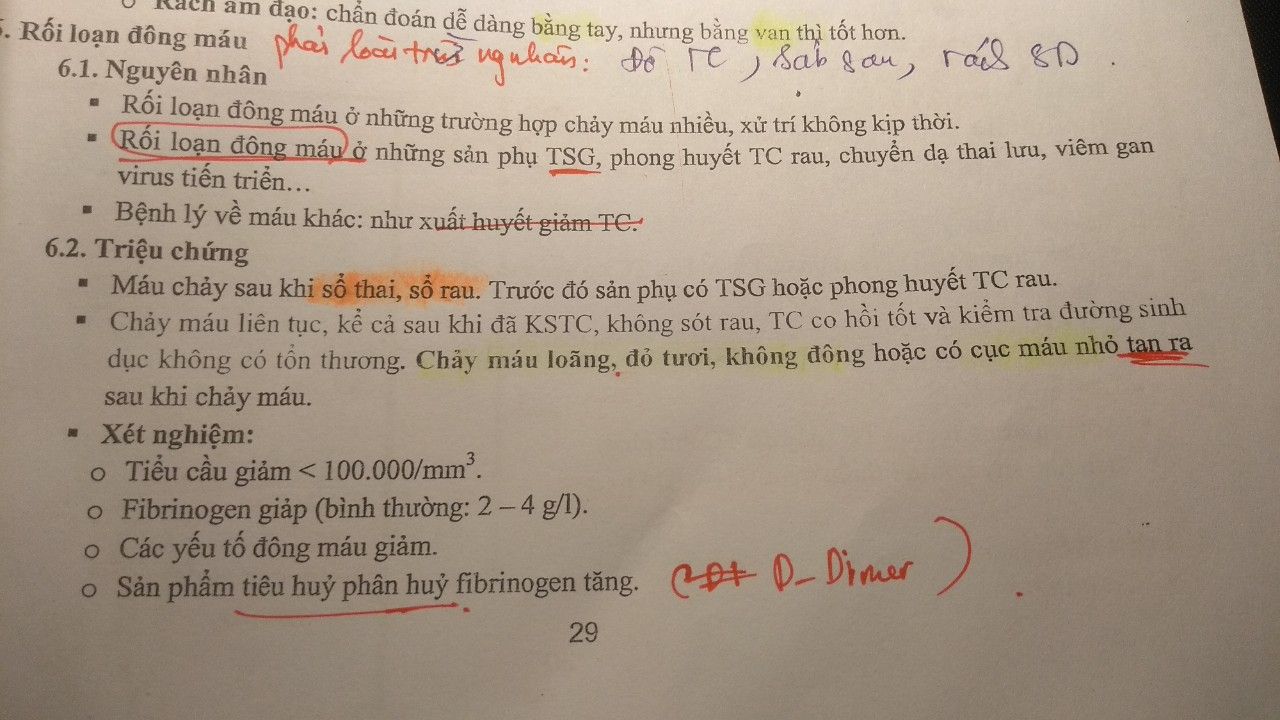 o Rách âm đạo: chẩn đoán dễ dàng bằng tay, nhưng bằng van thì tốt hơn.
. Rối loạn đông máu phải loại trừ ng nhân: Đờ TC, sót rau, rách SD.
6.1. Nguyên nhân
▪ Rối loạn đông máu ở những trường hợp chảy máu nhiều, xử trí không kịp thời.
▪ Rối loạn đông máu ở những sản phụ TSG, phong huyết TC rau, chuyển dạ thai lưu, viêm gan
virus tiến triển…
▪ Bệnh lý về máu khác: như xuất huyết giảm TC.
6.2. Triệu chứng
▪ Máu chảy sau khi sổ thai, sổ rau. Trước đó sản phụ có TSG hoặc phong huyết TC rau.
▪ Chảy máu liên tục, kể cả sau khi đã KSTC, không sót rau, TC co hồi tốt và kiểm tra đường sinh
dục không có tổn thương. Chảy máu loãng, đỏ tươi, không đông hoặc có cục máu nhỏ tan ra
sau khi chảy máu.
▪ Xét nghiệm:
o Tiểu cầu giảm < 100.000/mm³.
o Fibrinogen giảp (bình thường: 2 – 4 g/l).
o Các yếu tố đông máu giảm.
o Sản phẩm tiêu huỷ phân huỷ fibrinogen tăng. ( D_Dimer )
29